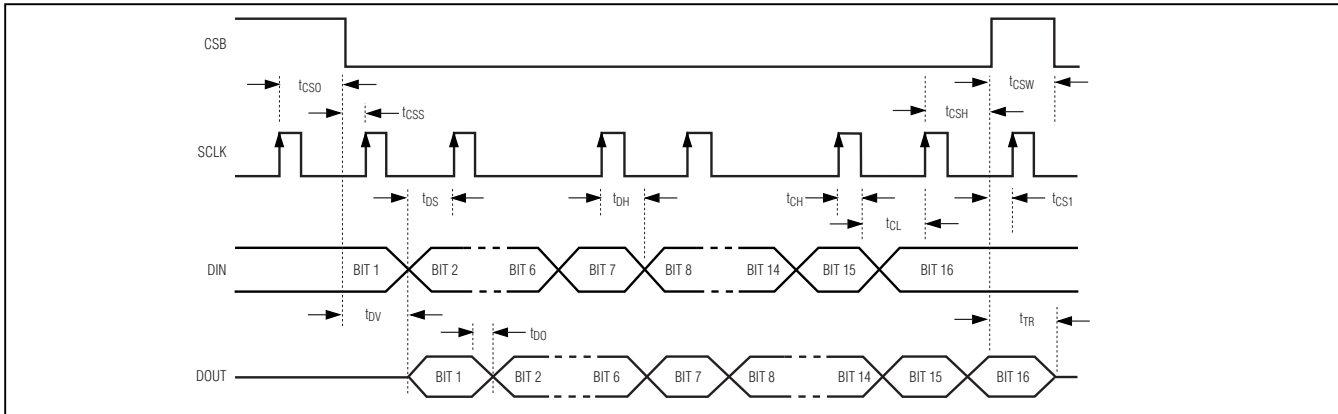 CSB
tCSO tCSW
tCSS tCSH
SCLK
tDS tDH tCH tCS1
tCL
DIN BIT 1 BIT 2 BIT 6 BIT 7 BIT 8 BIT 14 BIT 15 BIT 16
tDV tTR
tDO
DOUT BIT 1 BIT 2 BIT 6 BIT 7 BIT 8 BIT 14 BIT 15 BIT 16